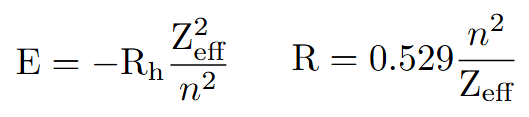 E = −R_h Z_eff^2 / n^2    R = 0.529 n^2 / Z_eff